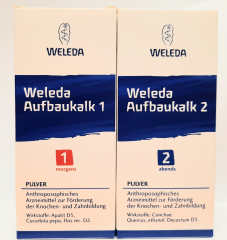 WELEDA
Weleda
Aufbaukalk 1
1
morgens
PULVER
Anthroposophisches
Arzneimittel zur Förderung
der Knochen- und Zahnbildung
Wirkstoffe: Apatit D5,
Cucurbita pepo, flos rec. D2.
WELEDA
Weleda
Aufbaukalk 2
2
abends
PULVER
Anthroposophisches
Arzneimittel zur Förderung
der Knochen- und Zahnbildung
Wirkstoffe: Conchae;
Quercus, ethanol. Decoctum D3.